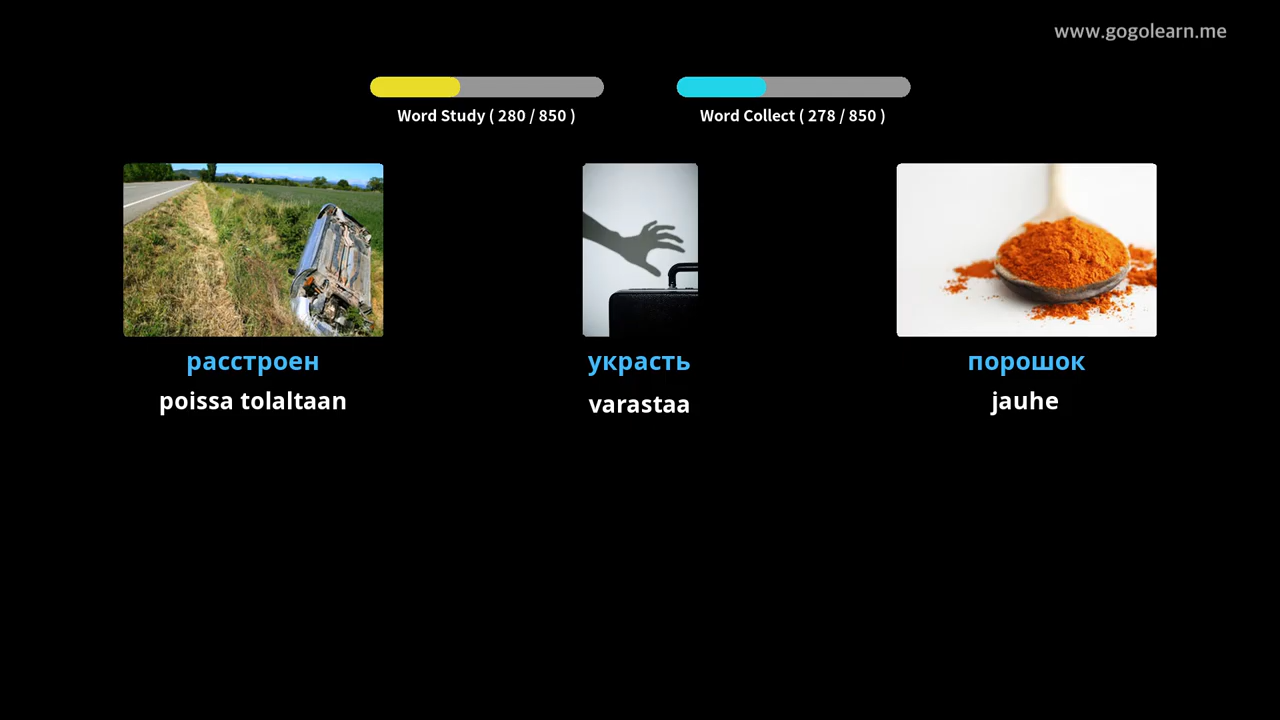 www.gogolearn.me
Word Study ( 280 / 850 )
Word Collect ( 278 / 850 )
расстроен
poissa tolaltaan
украсть
varastaa
порошок
jauhe